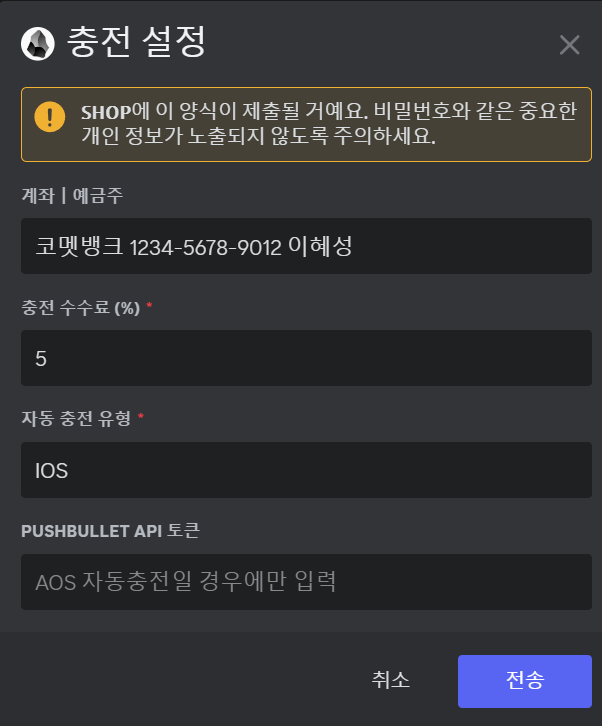 충전 설정
SHOP에 이 양식이 제출될 거예요. 비밀번호와 같은 중요한
개인 정보가 노출되지 않도록 주의하세요.
계좌 | 예금주
코멧뱅크 1234-5678-9012 이혜성
충전 수수료 (%) *
5
자동 충전 유형 *
IOS
PUSHBULLET API 토큰
AOS 자동충전일 경우에만 입력
취소
전송